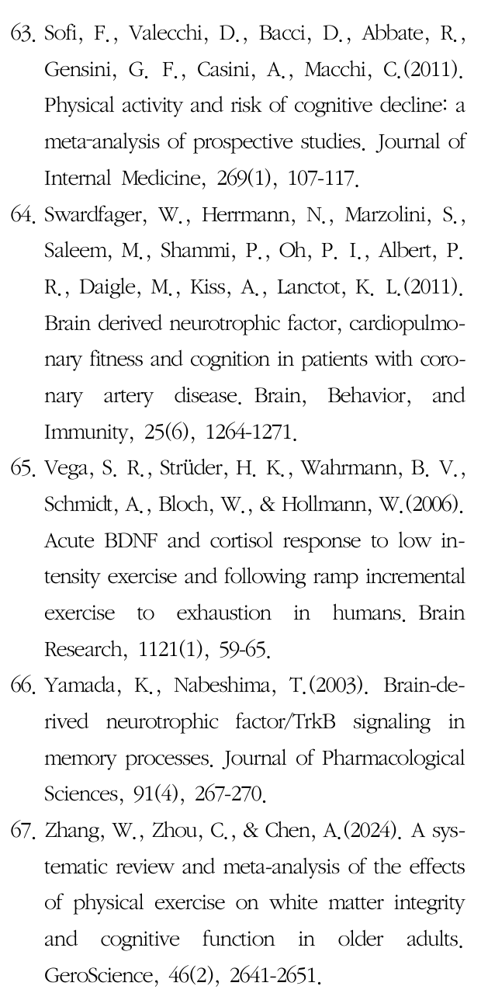 63. Sofi, F., Valecchi, D., Bacci, D., Abbate, R.,
Gensini, G. F., Casini, A., Macchi, C.(2011).
Physical activity and risk of cognitive decline: a
meta-analysis of prospective studies. Journal of
Internal Medicine, 269(1), 107-117.
64. Swardfager, W., Herrmann, N., Marzolini, S.,
Saleem, M., Shammi, P., Oh, P. I., Albert, P.
R., Daigle, M., Kiss, A., Lanctot, K. L.(2011).
Brain derived neurotrophic factor, cardiopulmo-
nary fitness and cognition in patients with coro-
nary artery disease. Brain, Behavior, and
Immunity, 25(6), 1264-1271.
65. Vega, S. R., Strüder, H. K., Wahrmann, B. V.,
Schmidt, A., Bloch, W., & Hollmann, W.(2006).
Acute BDNF and cortisol response to low in-
tensity exercise and following ramp incremental
exercise to exhaustion in humans. Brain
Research, 1121(1), 59-65.
66. Yamada, K., Nabeshima, T.(2003). Brain-de-
rived neurotrophic factor/TrkB signaling in
memory processes. Journal of Pharmacological
Sciences, 91(4), 267-270.
67. Zhang, W., Zhou, C., & Chen, A.(2024). A sys-
tematic review and meta-analysis of the effects
of physical exercise on white matter integrity
and cognitive function in older adults.
GeroScience, 46(2), 2641-2651.